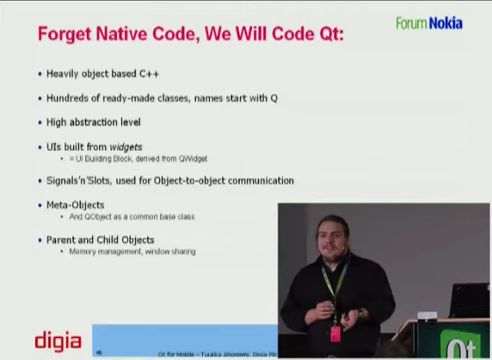 Forum Nokia
Forget Native Code, We Will Code Qt:
• Heavily object based C++
• Hundreds of ready-made classes, names start with Q
• High abstraction level
• UIs built from widgets
• = UI Building Block, derived from QWidget
• Signals'n'Slots, used for Object-to-object communication
• Meta-Objects
• And QObject as a common base class
• Parent and Child Objects
• Memory management, window sharing
digia
Qt for Mobile – Tuukka Ahoniemi, Digia Plc
Qt